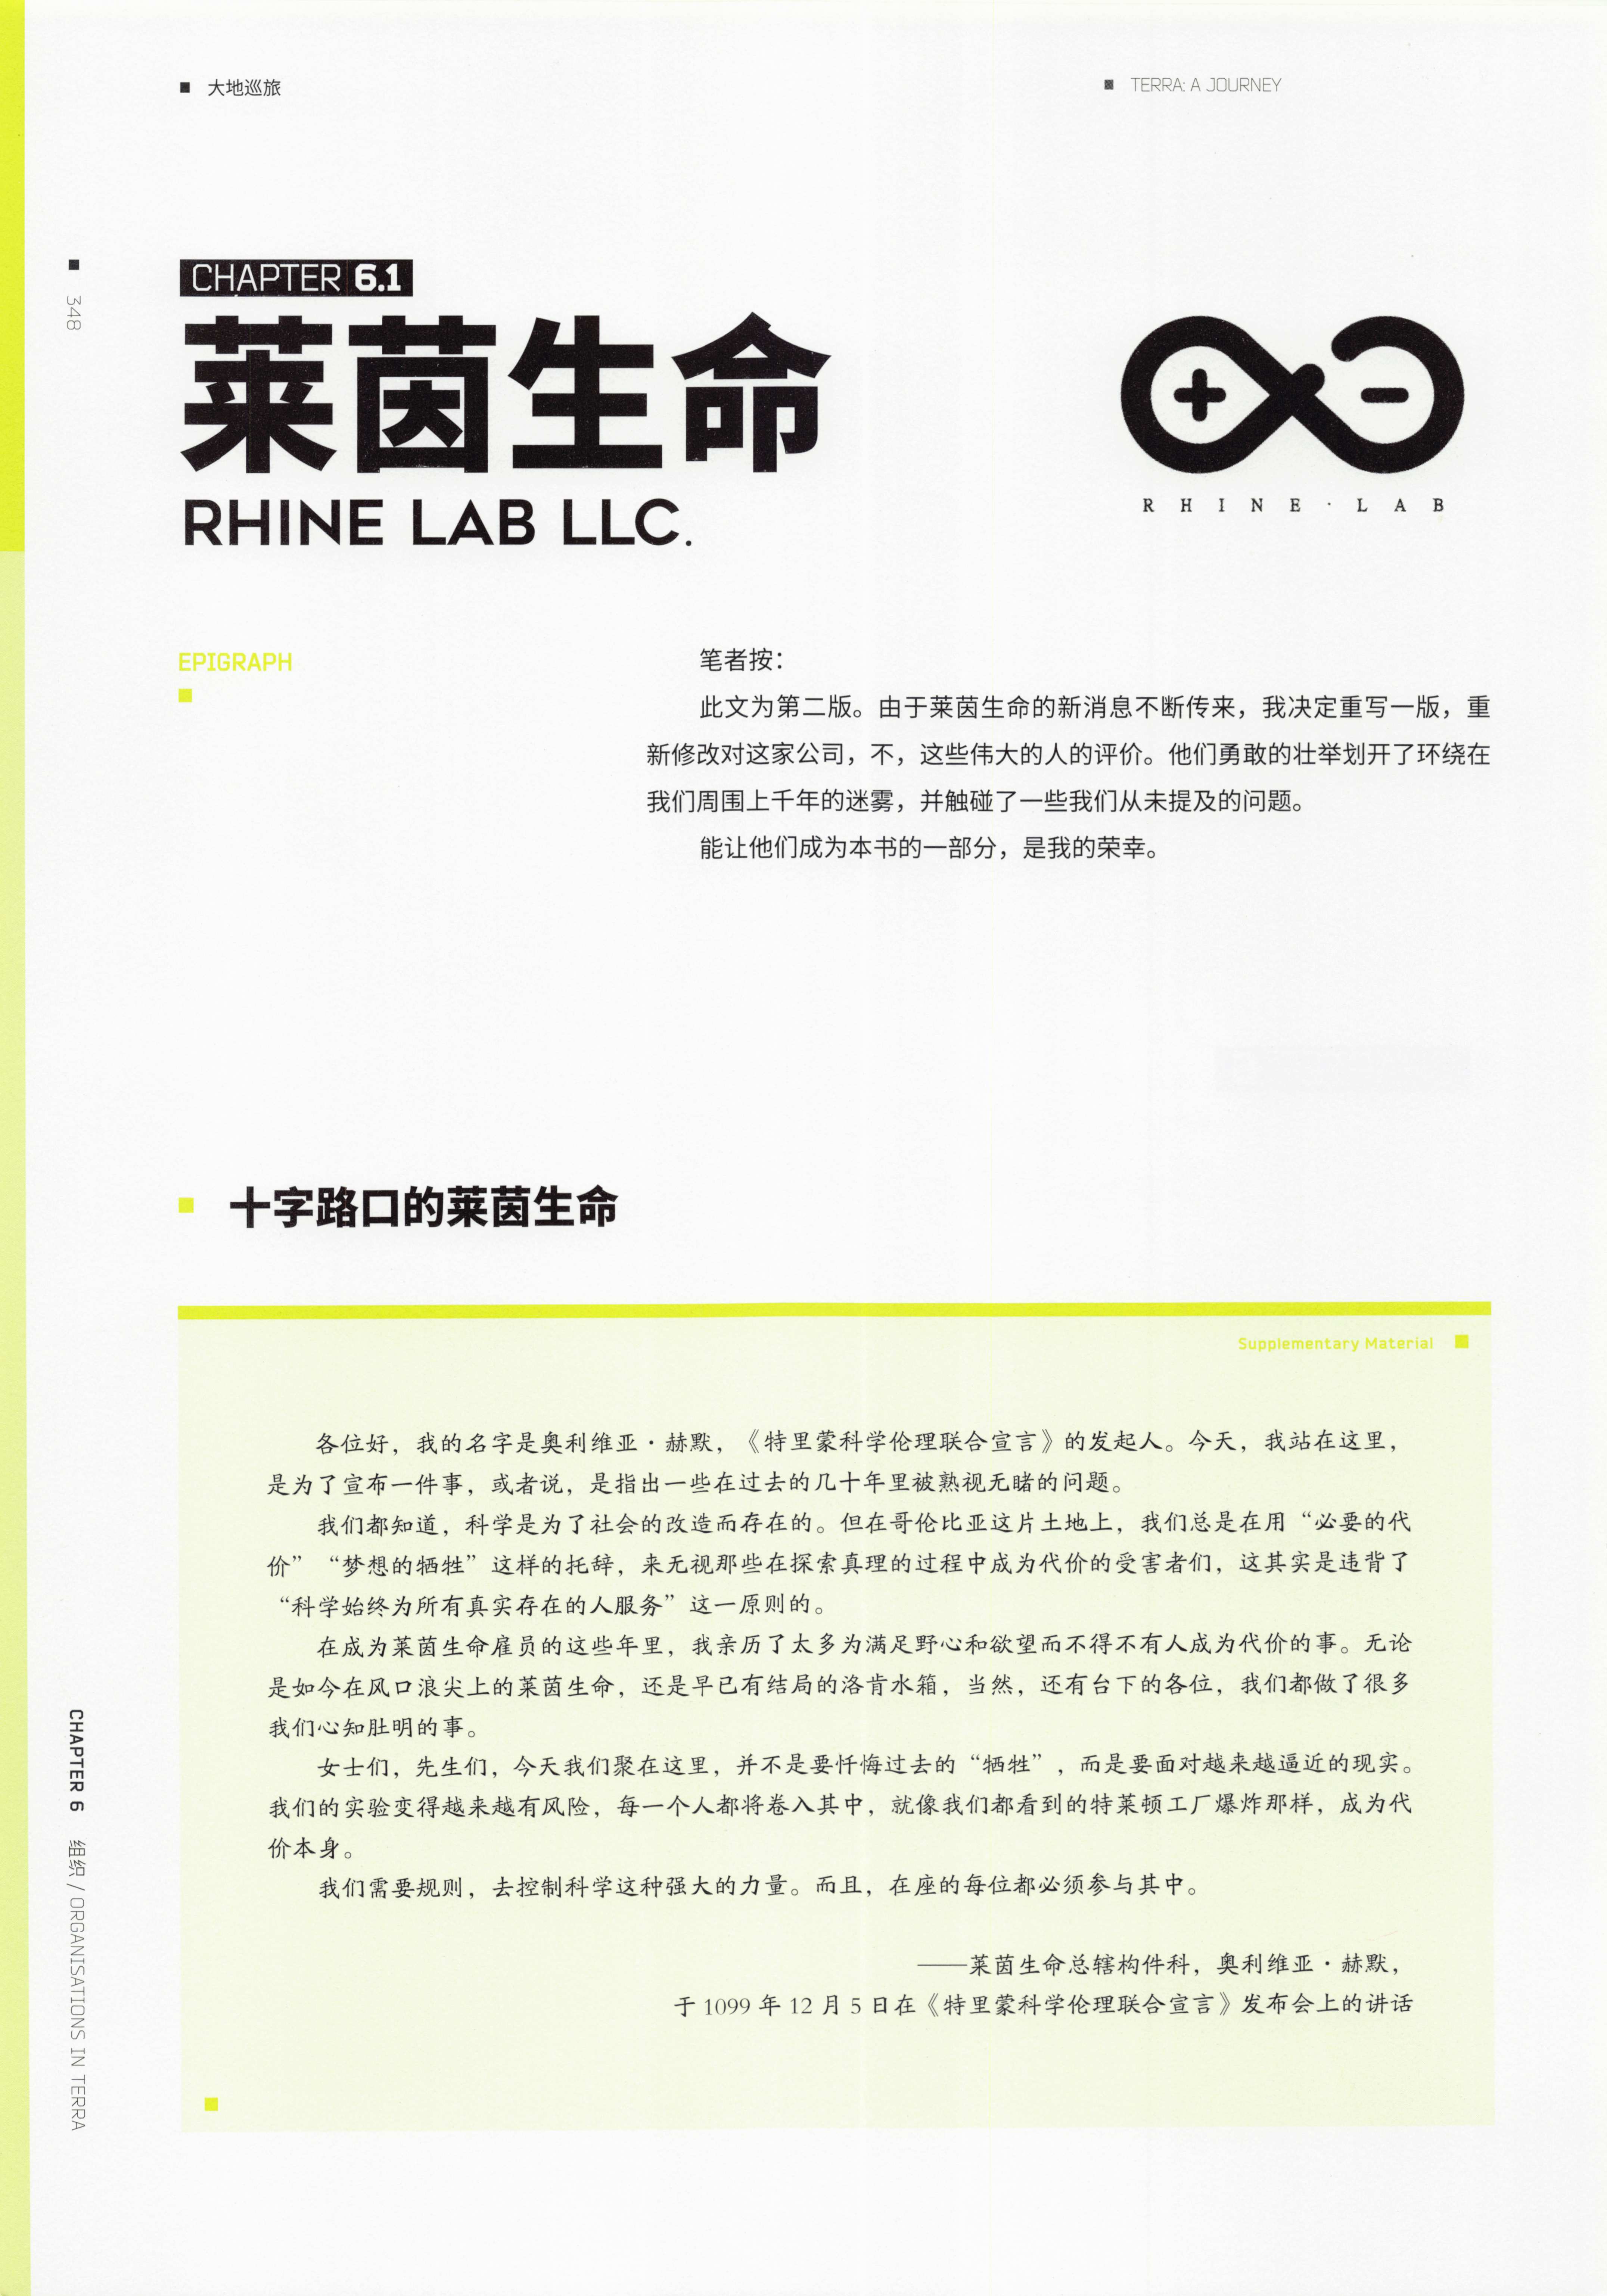 大地巡旅
TERRA: A JOURNEY
348
CHAPTER 6.1
莱茵生命
RHINE LAB LLC.
RHINE·LAB
EPIGRAPH
笔者按：
此文为第二版。由于莱茵生命的新消息不断传来，我决定重写一版，重
新修改对这家公司，不，这些伟大的人的评价。他们勇敢的壮举划开了环绕在
我们周围上千年的迷雾，并触碰了一些我们从未提及的问题。
能让他们成为本书的一部分，是我的荣幸。
十字路口的莱茵生命
Supplementary Material
各位好，我的名字是奥利维亚·赫默，《特里蒙科学伦理联合宣言》的发起人。今天，我站在这里，
是为了宣布一件事，或者说，是指出一些在过去的几十年里被熟视无睹的问题。
我们都知道，科学是为了社会的改造而存在的。但在哥伦比亚这片土地上，我们总是在用“必要的代
价”“梦想的牺牲”这样的托辞，来无视那些在探索真理的过程中成为代价的受害者们，这其实是违背了
“科学始终为所有真实存在的人服务”这一原则的。
在成为莱茵生命雇员的这些年里，我亲历了太多为满足野心和欲望而不得不有人成为代价的事。无论
是如今在风口浪尖上的莱茵生命，还是早已有结局的洛肯水箱，当然，还有台下的各位，我们都做了很多
我们心知肚明的事。
女士们，先生们，今天我们聚在这里，并不是要忏悔过去的“牺牲”，而是要面对越来越逼近的现实。
我们的实验变得越来越有风险，每一个人都将卷入其中，就像我们都看到的特莱顿工厂爆炸那样，成为代
价本身。
我们需要规则，去控制科学这种强大的力量。而且，在座的每位都必须参与其中。
——莱茵生命总辖构件科，奥利维亚·赫默，
于 1099 年 12 月 5 日在《特里蒙科学伦理联合宣言》发布会上的讲话
CHAPTER 6 组织 / ORGANISATIONS IN TERRA